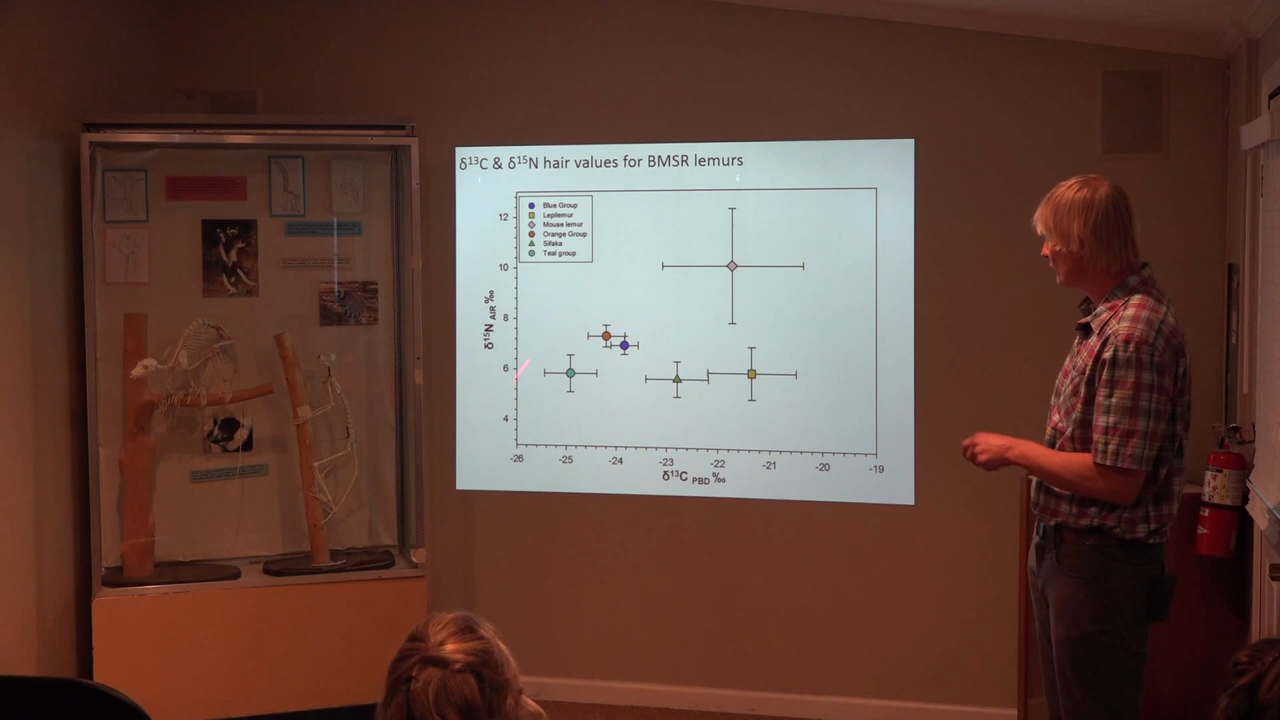 δ¹³C & δ¹⁵N hair values for BMSR lemurs
Blue Group
Lepilemur
Mouse lemur
Orange Group
Sifaka
Teal group
12
10
8
6
4
δ¹⁵N AIR ‰
-26 -25 -24 -23 -22 -21 -20 -19
δ¹³C PBD ‰